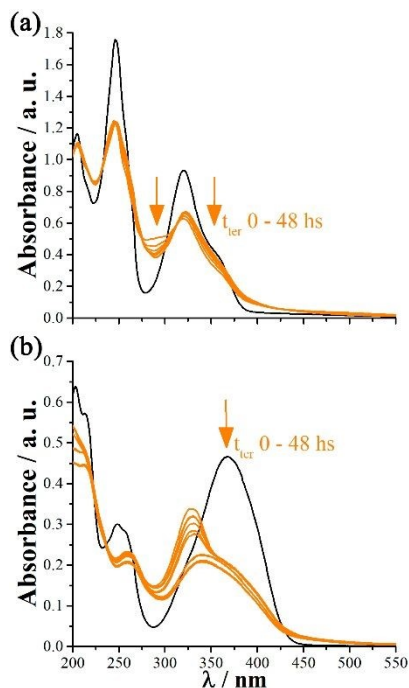 (a)
Absorbance / a. u.
1.8
1.6
1.4
1.2
1.0
0.8
0.6
0.4
0.2
0.0
t_ter 0 - 48 hs
(b)
Absorbance / a. u.
0.7
0.6
0.5
0.4
0.3
0.2
0.1
0.0
t_ter 0 - 48 hs
200 250 300 350 400 450 500 550
λ / nm